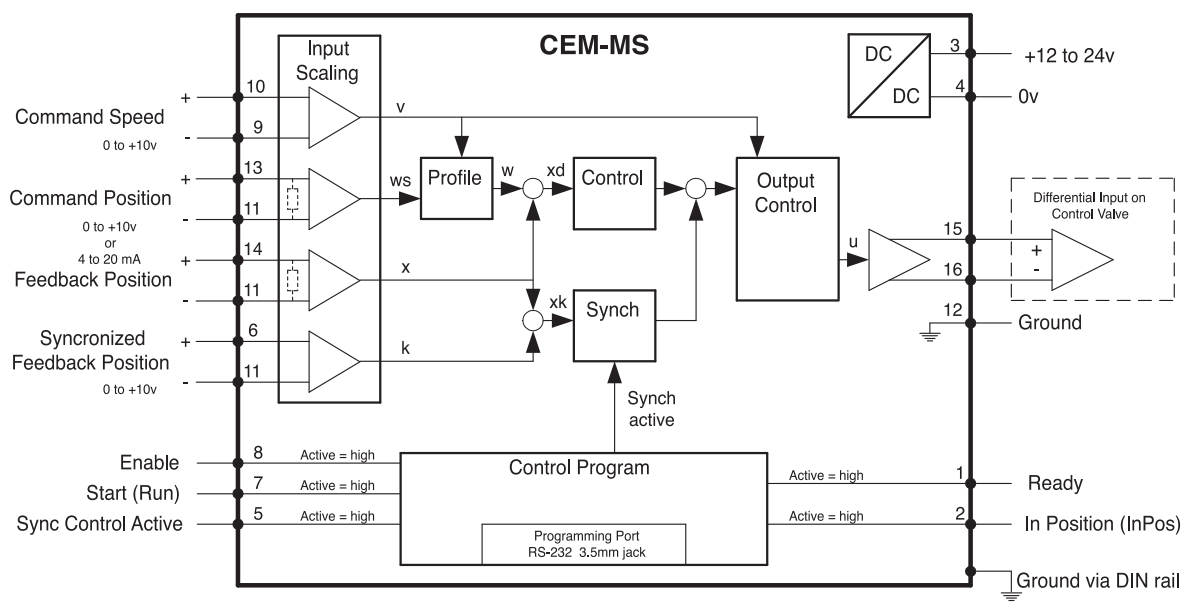 CEM-MS
Input
Scaling
DC
DC
3
+12 to 24v
4
0v
Command Speed
0 to +10v
+
10
-
9
v
Command Position
0 to +10v
or
4 to 20 mA
+
13
-
11
ws
Profile
w
xd
Control
Output
Control
Feedback Position
+
14
-
11
x
xk
Synch
u
15
16
Differential Input on
Control Valve
+
-
12
Ground
Syncronized
Feedback Position
0 to +10v
+
6
-
11
k
Synch
active
Enable
8
Active = high
Start (Run)
7
Active = high
Sync Control Active
5
Active = high
Control Program
Programming Port
RS-232 3.5mm jack
Active = high
1
Ready
Active = high
2
In Position (InPos)
Ground via DIN rail